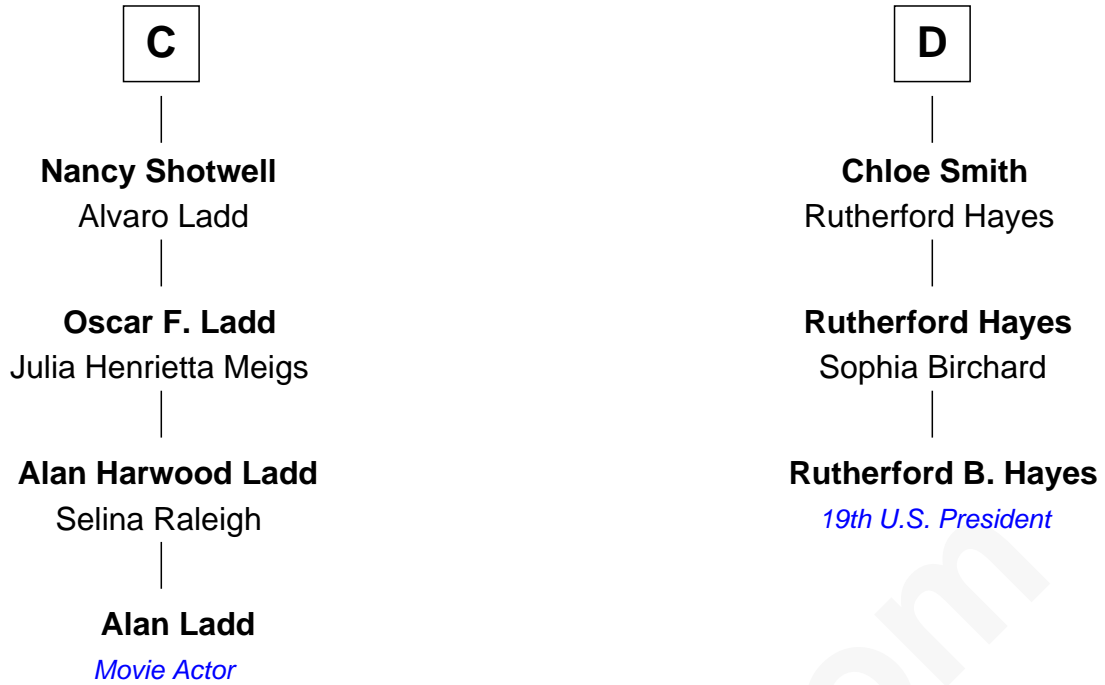 C
Nancy Shotwell
Alvaro Ladd
Oscar F. Ladd
Julia Henrietta Meigs
Alan Harwood Ladd
Selina Raleigh
Alan Ladd
Movie Actor
D
Chloe Smith
Rutherford Hayes
Rutherford Hayes
Sophia Birchard
Rutherford B. Hayes
19th U.S. President
om